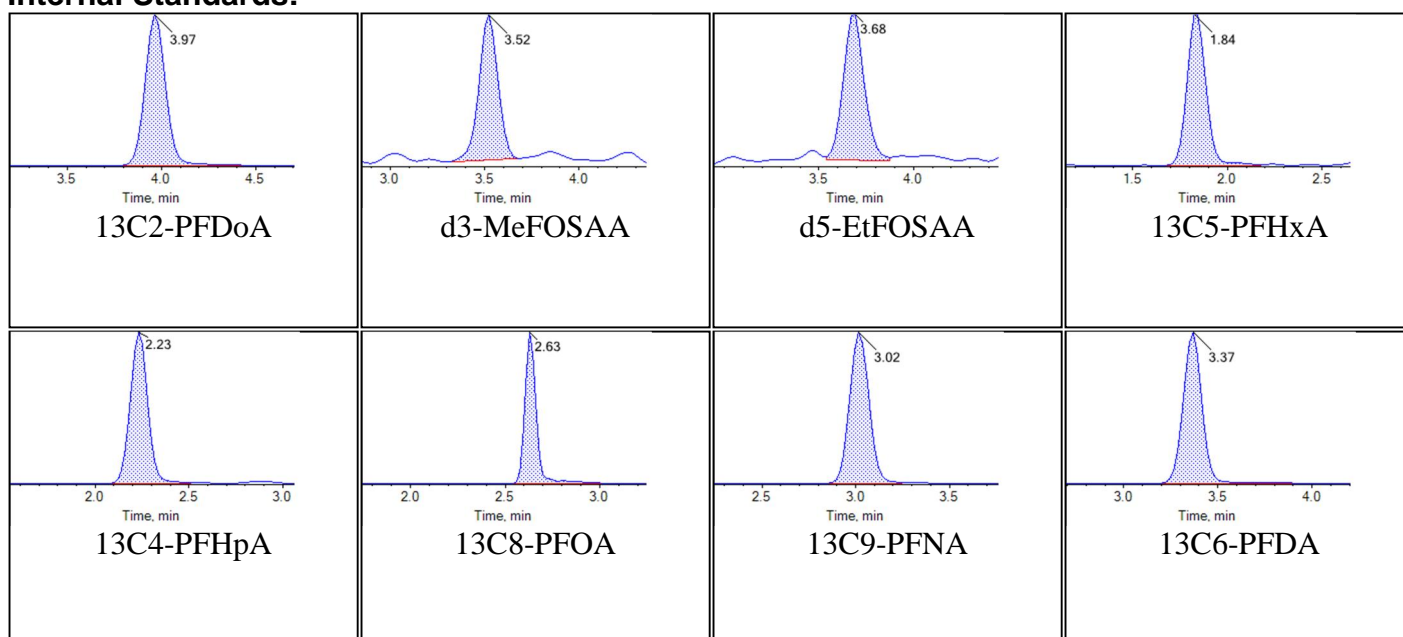 Internal Standards:
3.97
3.5 4.0 4.5
Time, min
13C2-PFDoA
3.52
3.0 3.5 4.0
Time, min
d3-MeFOSAA
3.68
3.5 4.0
Time, min
d5-EtFOSAA
1.84
1.5 2.0 2.5
Time, min
13C5-PFHxA
2.23
2.0 2.5 3.0
Time, min
13C4-PFHpA
2.63
2.0 2.5 3.0
Time, min
13C8-PFOA
3.02
2.5 3.0 3.5
Time, min
13C9-PFNA
3.37
3.0 3.5 4.0
Time, min
13C6-PFDA